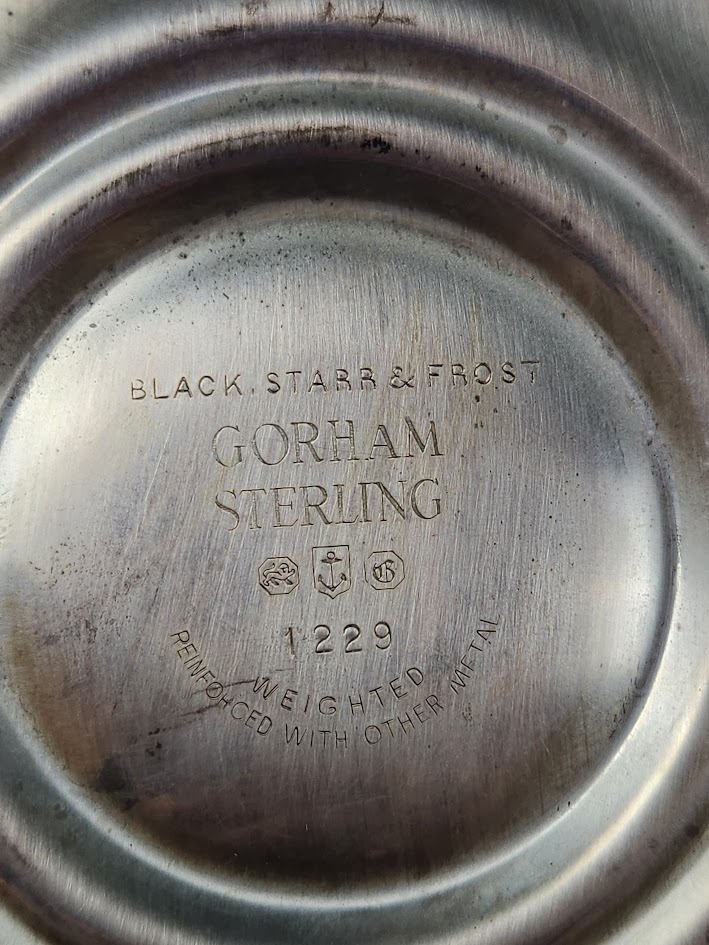 BLACK, STARR & FROST
GORHAM
STERLING
G
1229
WEIGHTED
REINFORCED WITH OTHER METAL